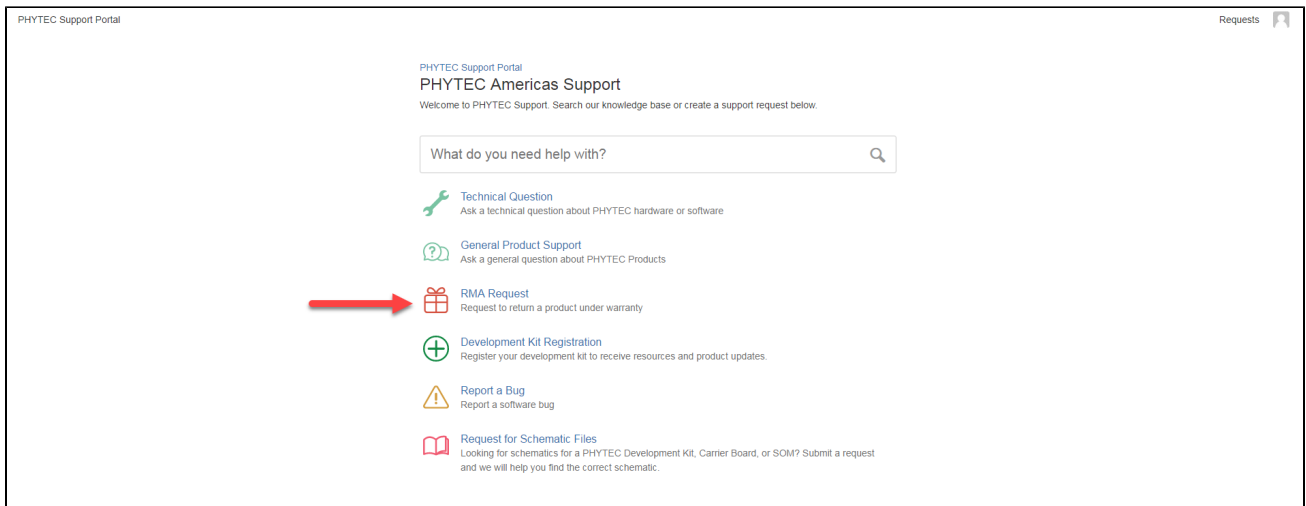 PHYTEC Support Portal
Requests
PHYTEC Support Portal
PHYTEC Americas Support
Welcome to PHYTEC Support. Search our knowledge base or create a support request below.
What do you need help with?
Technical Question
Ask a technical question about PHYTEC hardware or software
General Product Support
Ask a general question about PHYTEC Products
RMA Request
Request to return a product under warranty
Development Kit Registration
Register your development kit to receive resources and product updates.
Report a Bug
Report a software bug
Request for Schematic Files
Looking for schematics for a PHYTEC Development Kit, Carrier Board, or SOM? Submit a request
and we will help you find the correct schematic.